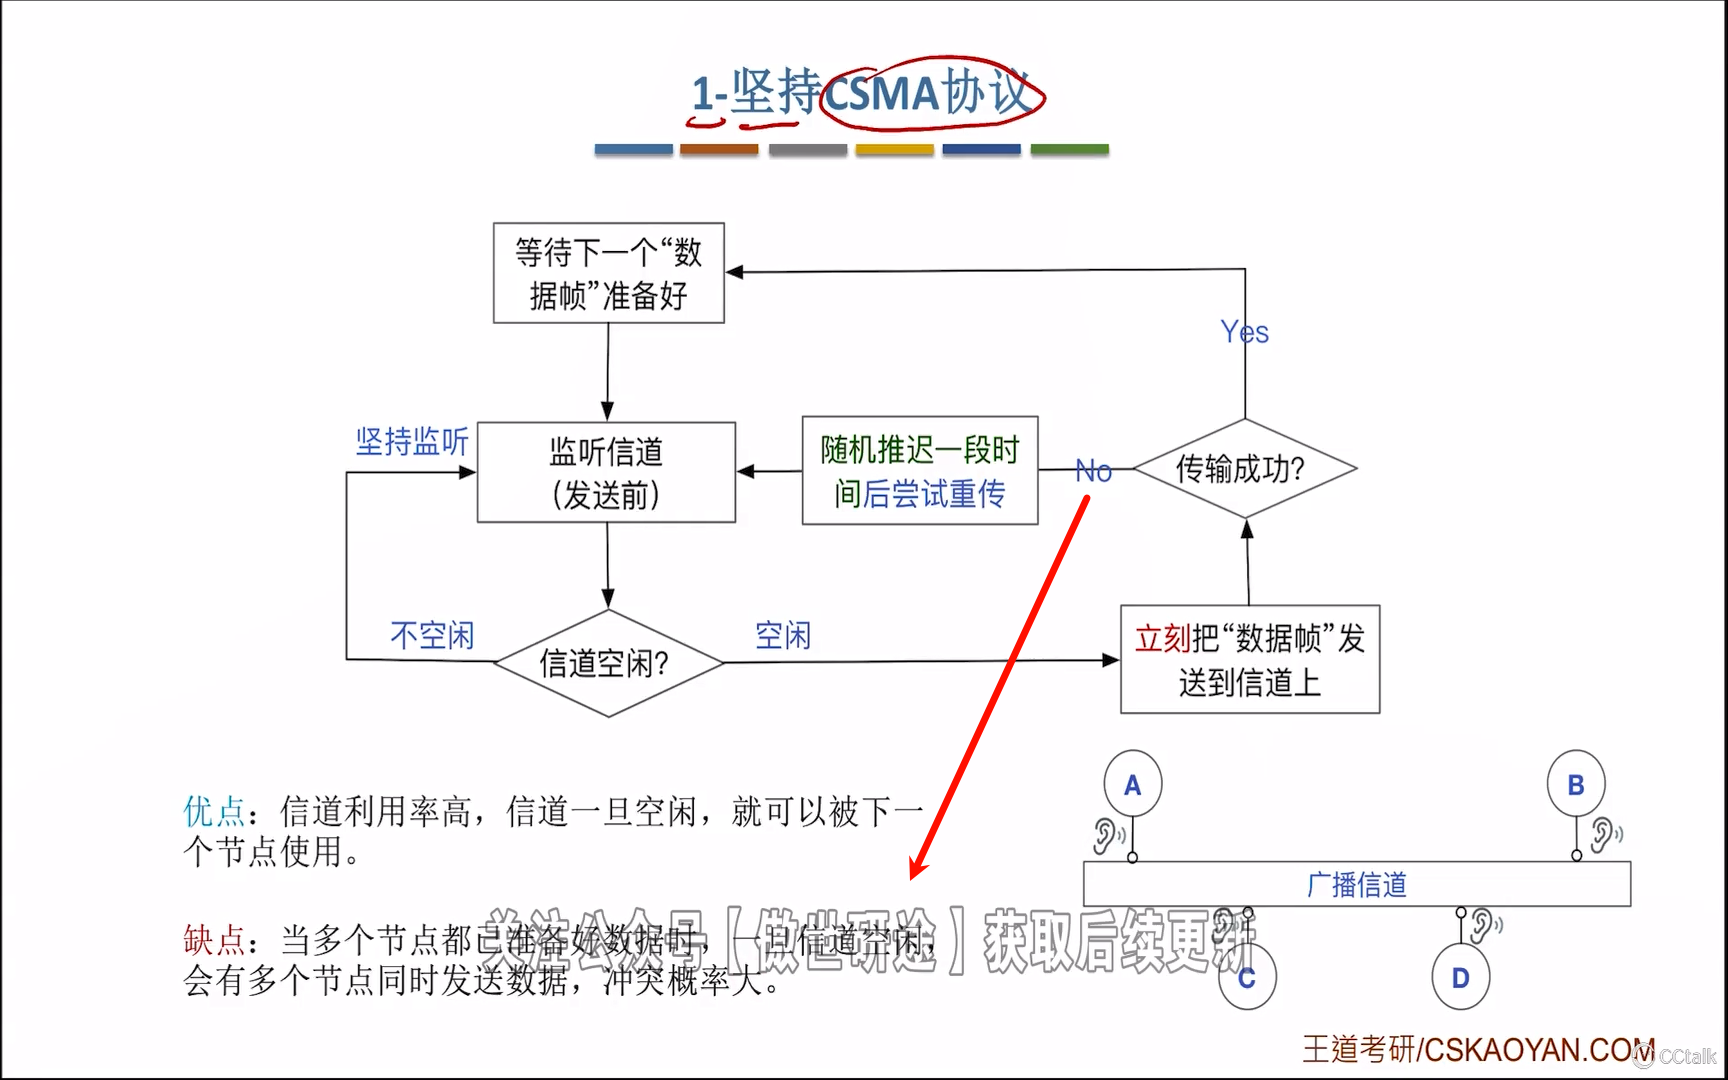 1-坚持CSMA协议
等待下一个“数
据帧”准备好
Yes
坚持监听
监听信道
（发送前）
随机推迟一段时
间后尝试重传
No
传输成功？
不空闲
信道空闲？
空闲
立刻把“数据帧”发
送到信道上
优点：信道利用率高，信道一旦空闲，就可以被下一
个节点使用。
缺点：当多个节点都已准备好数据时，一旦信道空闲，
会有多个节点同时发送数据，冲突概率大。
关注公众号【傲世研途】获取后续更新
A
B
广播信道
C
D
王道考研/CSKAOYAN.COM
CCtalk